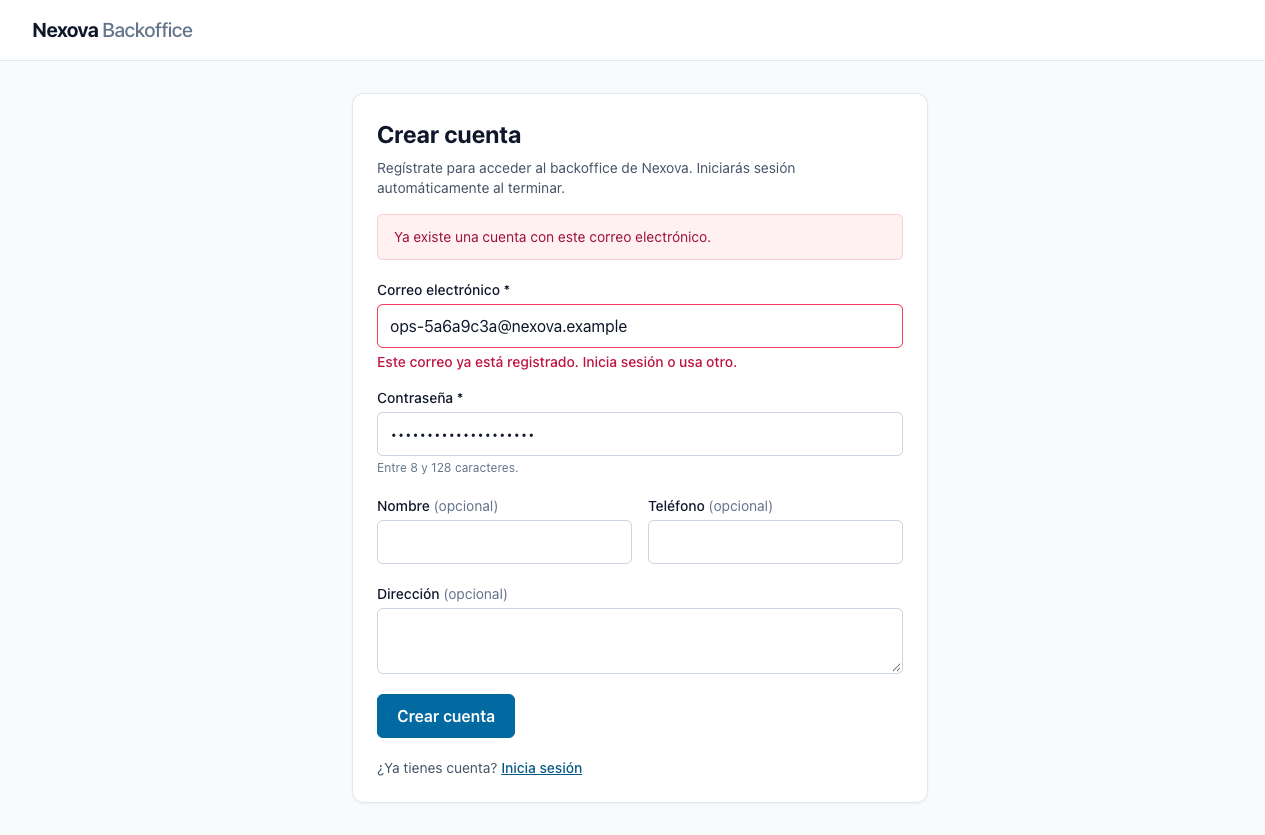 Nexova Backoffice
Crear cuenta
Regístrate para acceder al backoffice de Nexova. Iniciarás sesión
automáticamente al terminar.
Ya existe una cuenta con este correo electrónico.
Correo electrónico *
ops-5a6a9c3a@nexova.example
Este correo ya está registrado. Inicia sesión o usa otro.
Contraseña *
••••••••••••••••••••
Entre 8 y 128 caracteres.
Nombre (opcional) Teléfono (opcional)
Dirección (opcional)
Crear cuenta
¿Ya tienes cuenta? Inicia sesión